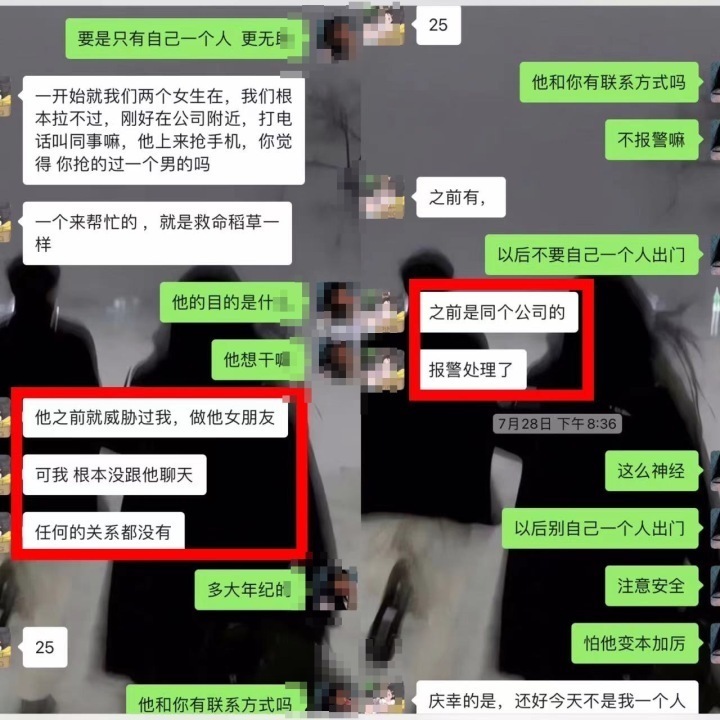 要是只有自己一个人 更无
一开始就我们两个女生在，我们根
本拉不过，刚好在公司附近，打电
话叫同事嘛，他上来抢手机，你觉
得 你抢的过一个男的吗
一个来帮忙的 ，就是救命稻草一
样
他的目的是什
他想干嘛
他之前就威胁过我，做他女朋友
可我 根本没跟他聊天
任何的关系都没有
多大年纪的
25
他和你有联系方式吗
25
他和你有联系方式吗
不报警嘛
之前有，
以后不要自己一个人出门
之前是同个公司的
报警处理了
7月28日 下午8:36
这么神经
以后别自己一个人出门
注意安全
怕他变本加厉
庆幸的是，还好今天不是我一个人